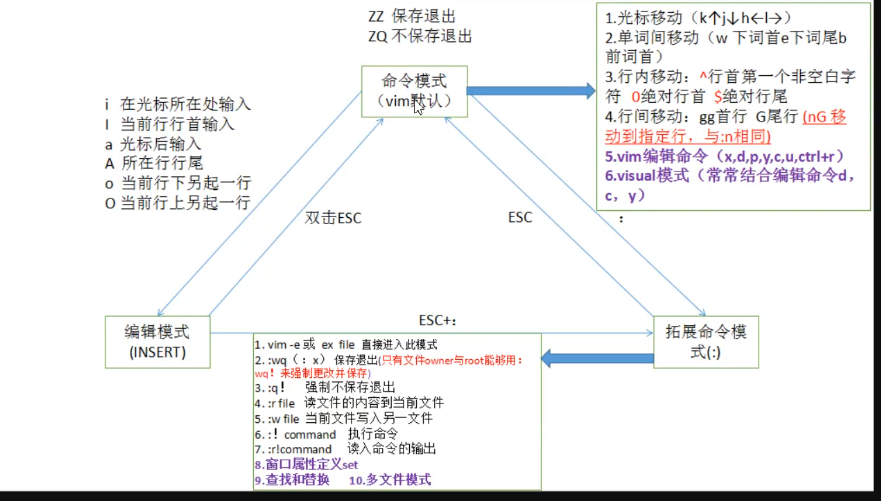 ZZ 保存退出
ZQ 不保存退出
命令模式
（vim默认）
1.光标移动（k↑j↓h←l→）
2.单词间移动（w 下词首e下词尾b
前词首）
3.行内移动：^行首第一个非空白字
符 0绝对行首 $绝对行尾
4.行间移动：gg首行 G尾行 (nG 移
动到指定行，与:n相同)
5.vim编辑命令（x,d,p,y,c,u,ctrl+r）
6.visual模式（常常结合编辑命令d，
c，y）
i 在光标所在处输入
I 当前行行首输入
a 光标后输入
A 所在行行尾
o 当前行下另起一行
O 当前行上另起一行
双击ESC
ESC
：
ESC+：
编辑模式
(INSERT)
拓展命令模
式(:)
1. vim -e 或 ex file 直接进入此模式
2. :wq（：x） 保存退出(只有文件owner与root能够用：
wq！来强制更改并保存)
3. :q！ 强制不保存退出
4. :r file 读文件的内容到当前文件
5. :w file 当前文件写入另一文件
6. :！command 执行命令
7. :r!command 读入命令的输出
8.窗口属性定义set
9.查找和替换 10.多文件模式